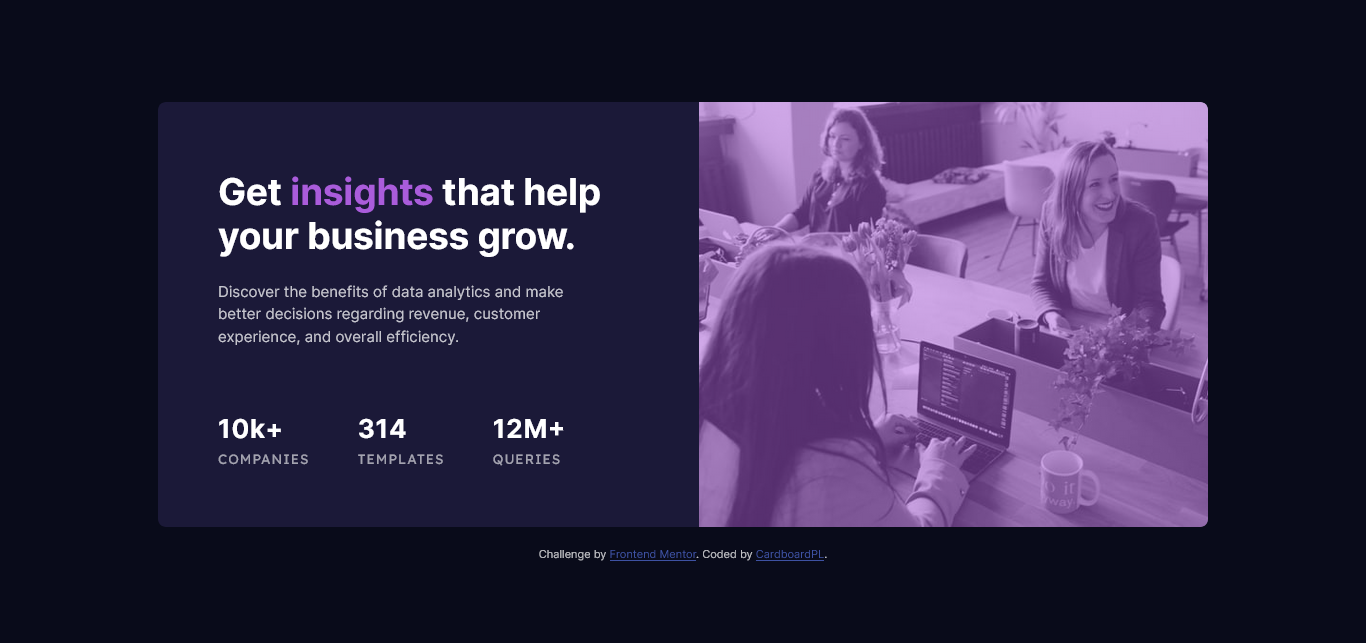 Get insights that help
your business grow.
Discover the benefits of data analytics and make
better decisions regarding revenue, customer
experience, and overall efficiency.
10k+ 314 12M+
COMPANIES TEMPLATES QUERIES
Challenge by Frontend Mentor. Coded by CardboardPL.